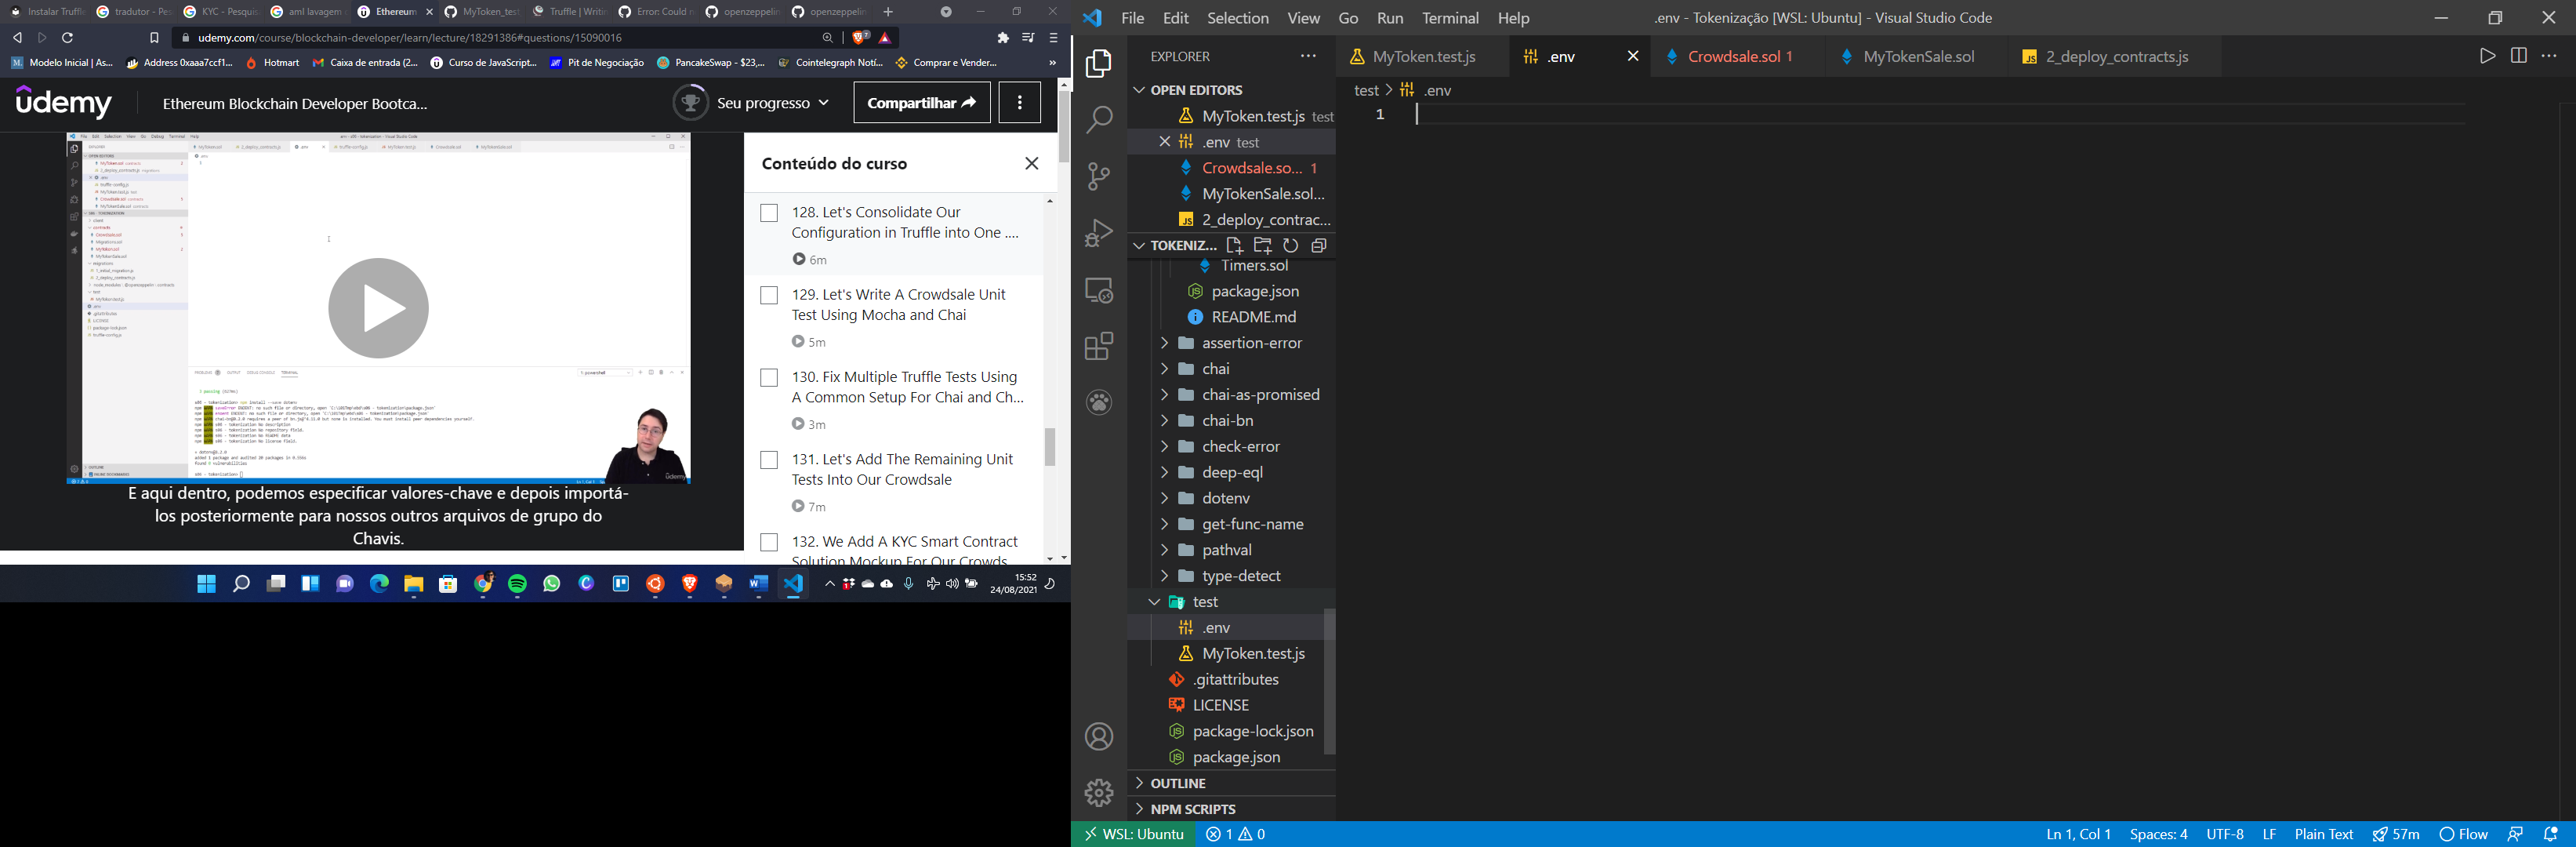 Instalar Truffle
tradutor - Pes
KYC - Pesquis
aml lavagem
Ethereum
MyToken_test
Truffle | Writin
Error: Could n
openzeppelin
openzeppelin
udemy.com/course/blockchain-developer/learn/lecture/18291386#questions/15090016
Modelo Inicial | As...
Address 0xaaa7ccf1...
Hotmart
Caixa de entrada (2...
Curso de JavaScript...
Pit de Negociação
PancakeSwap - $23,...
Cointelegraph Notí...
Comprar e Vender...
»
ûdemy
Ethereum Blockchain Developer Bootca...
Seu progresso
Compartilhar
Conteúdo do curso
128. Let's Consolidate Our
Configuration in Truffle into One ....
6m
129. Let's Write A Crowdsale Unit
Test Using Mocha and Chai
5m
130. Fix Multiple Truffle Tests Using
A Common Setup For Chai and Ch...
3m
131. Let's Add The Remaining Unit
Tests Into Our Crowdsale
7m
132. We Add A KYC Smart Contract
Solution Mockup For Our Crowds
E aqui dentro, podemos especificar valores-chave e depois importá-
los posteriormente para nossos outros arquivos de grupo do
Chavis.
15:52
24/08/2021
File Edit Selection View Go Run Terminal Help
.env - Tokenização [WSL: Ubuntu] - Visual Studio Code
EXPLORER
MyToken.test.js
.env
Crowdsale.sol 1
MyTokenSale.sol
2_deploy_contracts.js
OPEN EDITORS
MyToken.test.js test
.env test
Crowdsale.so... 1
MyTokenSale.sol...
2_deploy_contrac...
test > .env
1
TOKENIZ...
Timers.sol
package.json
README.md
assertion-error
chai
chai-as-promised
chai-bn
check-error
deep-eql
dotenv
get-func-name
pathval
type-detect
test
.env
MyToken.test.js
.gitattributes
LICENSE
package-lock.json
package.json
OUTLINE
NPM SCRIPTS
WSL: Ubuntu
1 0
Ln 1, Col 1
Spaces: 4
UTF-8
LF
Plain Text
57m
Flow